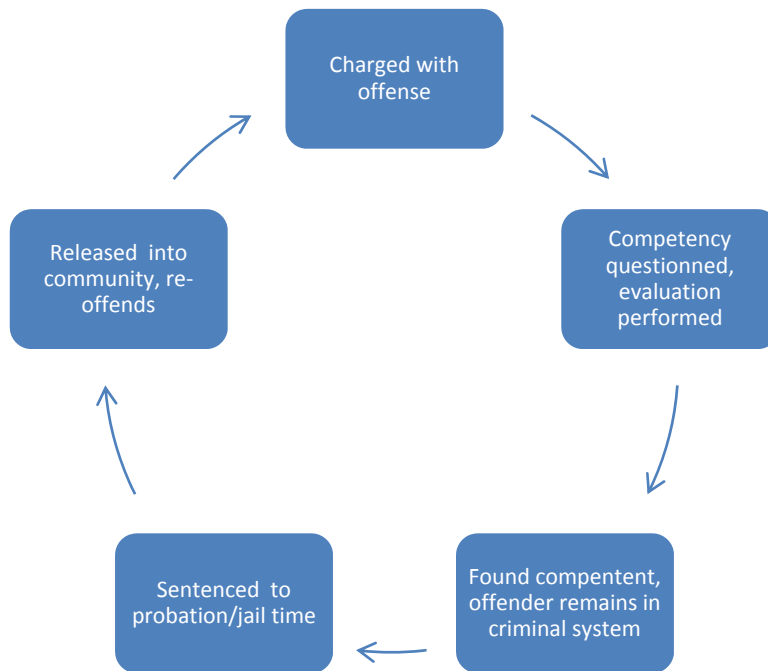 Charged with
offense
Competency
questionned,
evaluation
performed
Found compentent,
offender remains in
criminal system
Sentenced to
probation/jail time
Released into
community, re-
offends